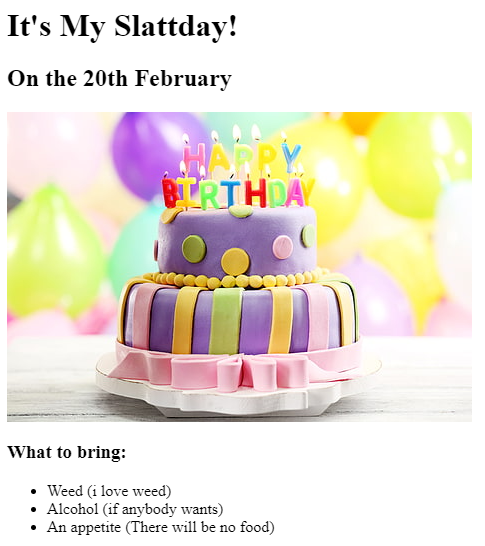 It's My Slattday!
On the 20th February
HAPPY
BIRTHDAY
What to bring:
Weed (i love weed)
Alcohol (if anybody wants)
An appetite (There will be no food)